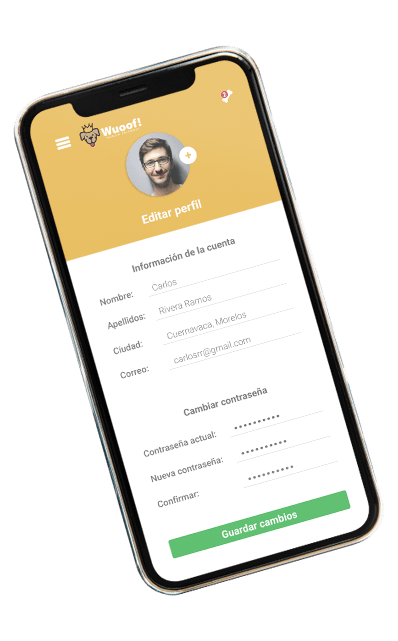 Wuoof!
3
+
Editar perfil
Información de la cuenta
Nombre: Carlos
Apellidos: Rivera Ramos
Ciudad: Cuernavaca, Morelos
Correo: carlosrr@gmail.com
Cambiar contraseña
Contraseña actual: ••••••••••
Nueva contraseña: ••••••••••
Confirmar: ••••••••••
Guardar cambios